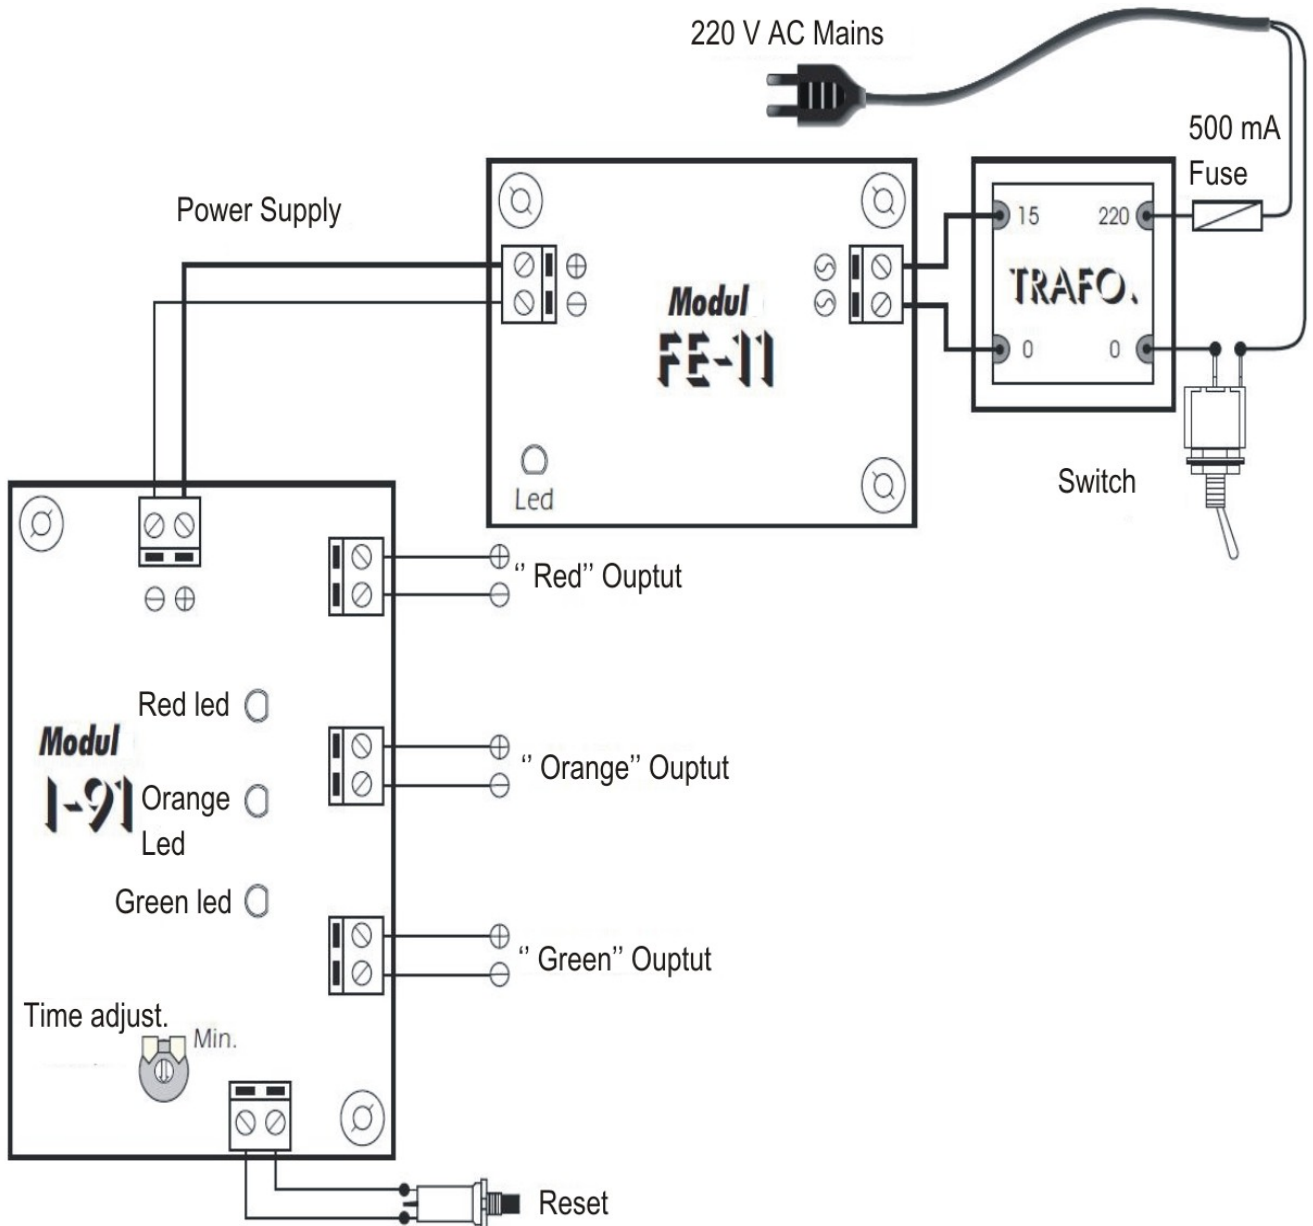 220 V AC Mains
500 mA
Fuse
Power Supply
15
220
TRAFO.
0
0
Modul
FE-11
Led
Switch
‘’ Red’’ Ouptut
Red led
Modul
I-91
Orange
Led
‘’ Orange’’ Ouptut
Green led
‘’ Green’’ Ouptut
Time adjust.
Min.
Reset